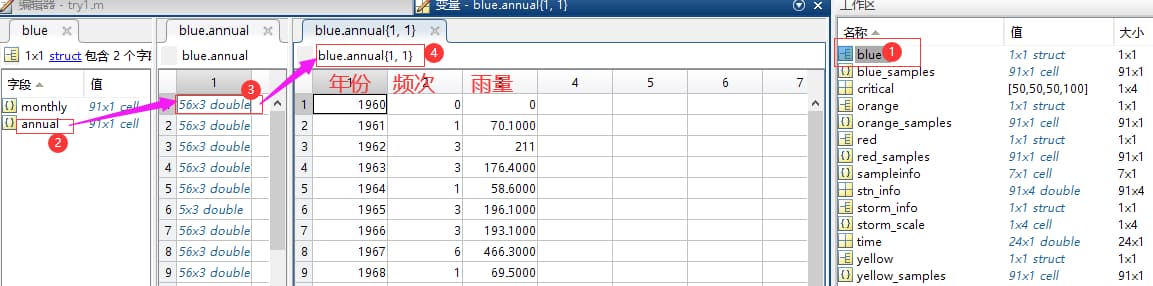 编辑器 - try1.m
变量 - blue.annual{1, 1}
工作区
blue
blue.annual
blue.annual{1, 1}
名称
值
大小
1x1 struct 包含 2 个字
blue.annual
blue.annual{1, 1}
4
blue 1
1x1 struct
1x1
blue_samples
91x1 cell
91x1
字段
值
1
3
年份
频次
雨量
1 2 3 4 5 6 7
critical
[50,50,50,100]
1x4
monthly
91x1 cell
1 56x3 double
1 1960 0 0
orange
1x1 struct
1x1
annual
91x1 cell
2
2 56x3 double
2 1961 1 70.1000
orange_samples
91x1 cell
91x1
3 56x3 double
3 1962 3 211
red
1x1 struct
1x1
red_samples
91x1 cell
91x1
4 56x3 double
4 1963 3 176.4000
sampleinfo
7x1 cell
7x1
5 56x3 double
5 1964 1 58.6000
stn_info
91x4 double
91x4
6 5x3 double
6 1965 3 196.1000
storm_info
1x1 struct
1x1
7 56x3 double
7 1966 3 193.1000
storm_scale
1x4 cell
1x4
time
24x1 double
24x1
8 56x3 double
8 1967 6 466.3000
yellow
1x1 struct
1x1
9 56x3 double
9 1968 1 69.5000
yellow_samples
91x1 cell
91x1